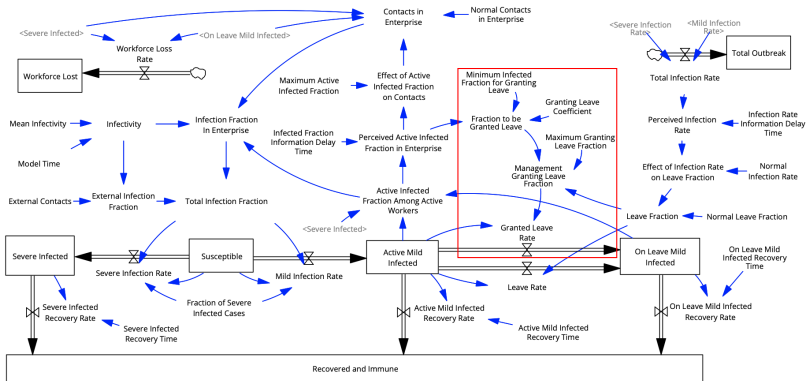 Contacts in
Enterprise
Normal Contacts
in Enterprise
<Severe Infected>
<On Leave Mild Infected>
Workforce Loss
Rate
Workforce Lost
<Severe Infection
Rate>
<Mild Infection
Rate>
Total Outbreak
Total Infection Rate
Maximum Active
Infected Fraction
Effect of Active
Infected Fraction
on Contacts
Minimum Infected
Fraction for Granting
Leave
Granting Leave
Coefficient
Fraction to be
Granted Leave
Maximum Granting
Leave Fraction
Management
Granting Leave
Fraction
Mean Infectivity
Infectivity
Infection Fraction
In Enterprise
Infected Fraction
Information Delay
Time
Perceived Active Infected
Fraction in Enterprise
Perceived Infection
Rate
Infection Rate
Information Delay
Time
Model Time
Effect of Infection Rate
on Leave Fraction
Normal
Infection Rate
External Contacts
External Infection
Fraction
Total Infection Fraction
Active Infected
Fraction Among Active
Workers
<Severe Infected>
Leave Fraction
Normal Leave Fraction
Granted Leave
Rate
Severe Infected
Susceptible
Active Mild
Infected
On Leave Mild
Infected
On Leave Mild
Infected Recovery
Time
Severe Infection Rate
Mild Infection Rate
Leave Rate
Fraction of Severe
Infected Cases
Severe Infected
Recovery Rate
Severe Infected
Recovery Time
Active Mild Infected
Recovery Rate
Active Mild Infected
Recovery Time
On Leave Mild Infected
Recovery Rate
Recovered and Immune